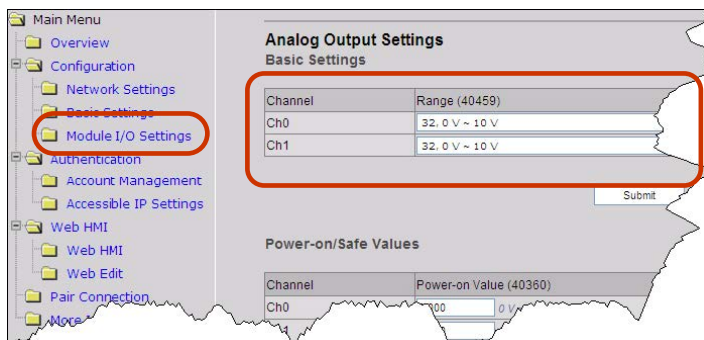 Main Menu
Overview
Configuration
Network Settings
Basic Settings
Module I/O Settings
Authentication
Account Management
Accessible IP Settings
Web HMI
Web HMI
Web Edit
Pair Connection
More
Analog Output Settings
Basic Settings
Channel Range (40459)
Ch0 32, 0 V ~ 10 V
Ch1 32, 0 V ~ 10 V
Submit
Power-on/Safe Values
Channel Power-on Value (40360)
Ch0 0 V